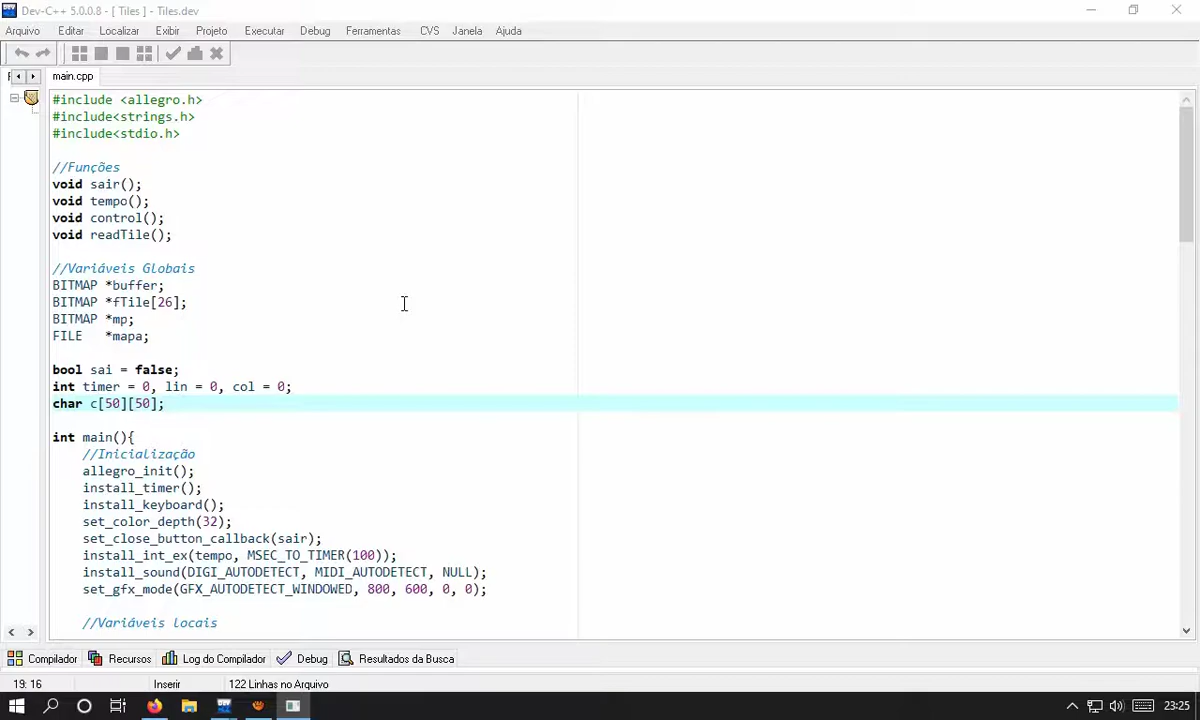 Dev-C++ 5.0.0.8 - [ Tiles ] - Tiles.dev
Arquivo Editar Localizar Exibir Projeto Executar Debug Ferramentas CVS Janela Ajuda
main.cpp
#include <allegro.h>
#include<strings.h>
#include<stdio.h>
//Funções
void sair();
void tempo();
void control();
void readTile();
//Variáveis Globais
BITMAP *buffer;
BITMAP *fTile[26];
BITMAP *mp;
FILE   *mapa;
bool sai = false;
int timer = 0, lin = 0, col = 0;
char c[50][50];
int main(){
    //Inicialização
    allegro_init();
    install_timer();
    install_keyboard();
    set_color_depth(32);
    set_close_button_callback(sair);
    install_int_ex(tempo, MSEC_TO_TIMER(100));
    install_sound(DIGI_AUTODETECT, MIDI_AUTODETECT, NULL);
    set_gfx_mode(GFX_AUTODETECT_WINDOWED, 800, 600, 0, 0);
    //Variáveis locais
Compilador Recursos Log do Compilador Debug Resultados da Busca
19: 16 Inserir 122 Linhas no Arquivo
23:25